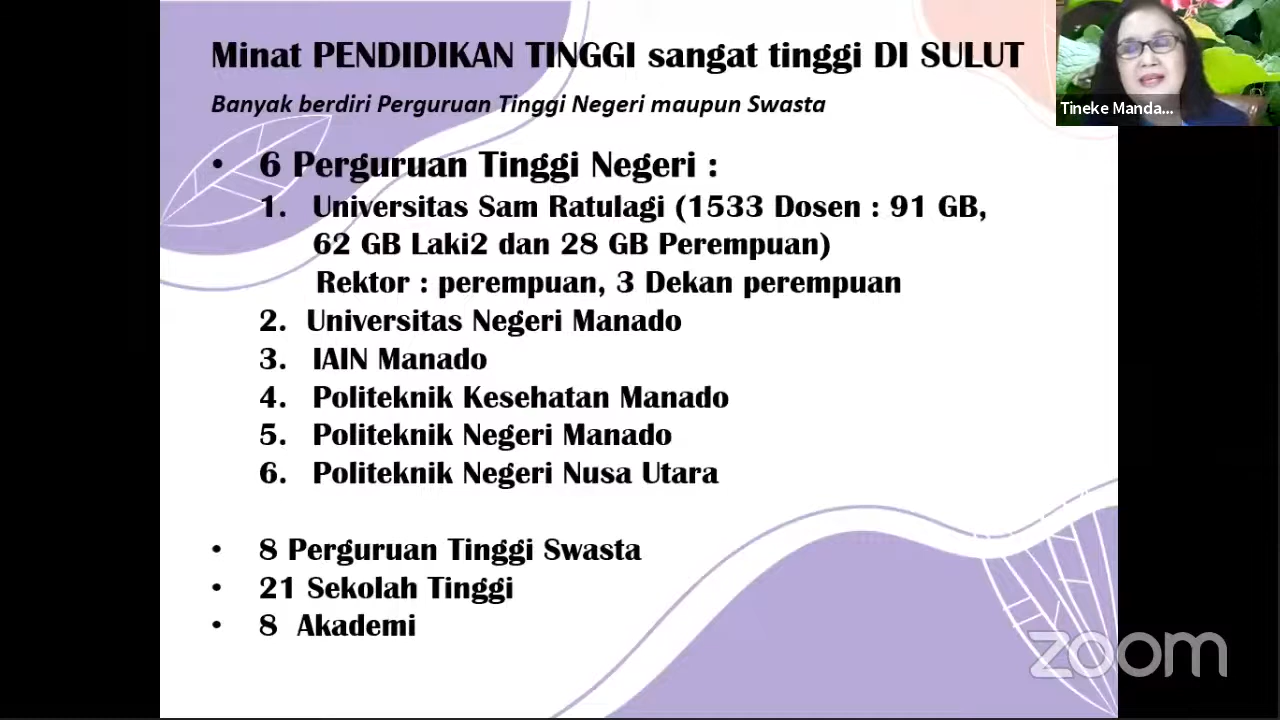 Minat PENDIDIKAN TINGGI sangat tinggi DI SULUT
Banyak berdiri Perguruan Tinggi Negeri maupun Swasta
Tineke Manda...
• 6 Perguruan Tinggi Negeri :
1. Universitas Sam Ratulagi (1533 Dosen : 91 GB,
62 GB Laki2 dan 28 GB Perempuan)
Rektor : perempuan, 3 Dekan perempuan
2. Universitas Negeri Manado
3. IAIN Manado
4. Politeknik Kesehatan Manado
5. Politeknik Negeri Manado
6. Politeknik Negeri Nusa Utara
• 8 Perguruan Tinggi Swasta
• 21 Sekolah Tinggi
• 8 Akademi
zoom